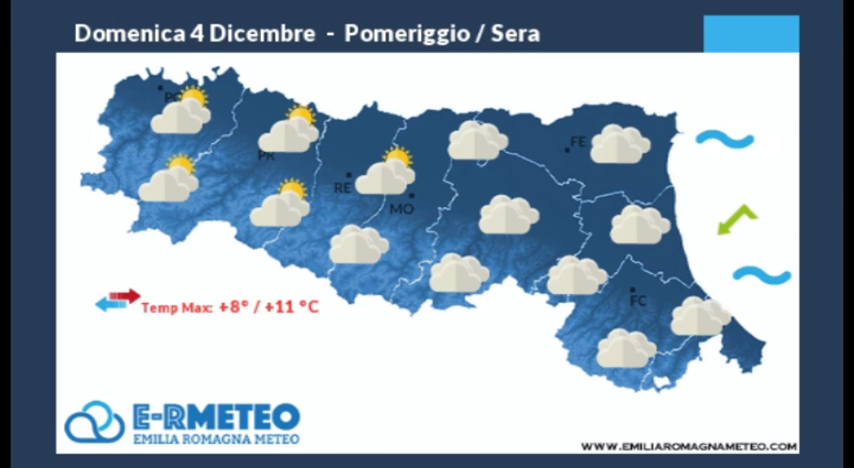 Domenica 4 Dicembre - Pomeriggio / Sera
PC
PR
RE
MO
FE
FC
Temp Max: +8° / +11 °C
E-RMETEO
EMILIA ROMAGNA METEO
WWW.EMILIAROMAGNAMETEO.COM